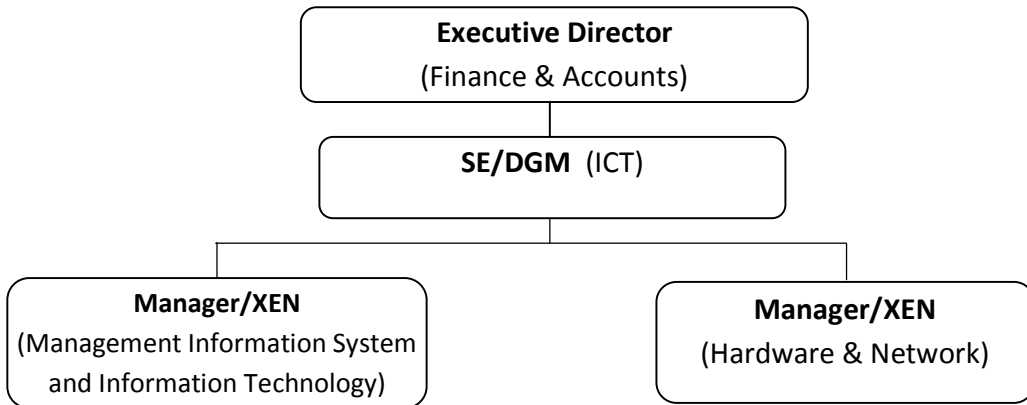 Executive Director
(Finance & Accounts)
SE/DGM (ICT)
Manager/XEN
(Management Information System
and Information Technology)
Manager/XEN
(Hardware & Network)